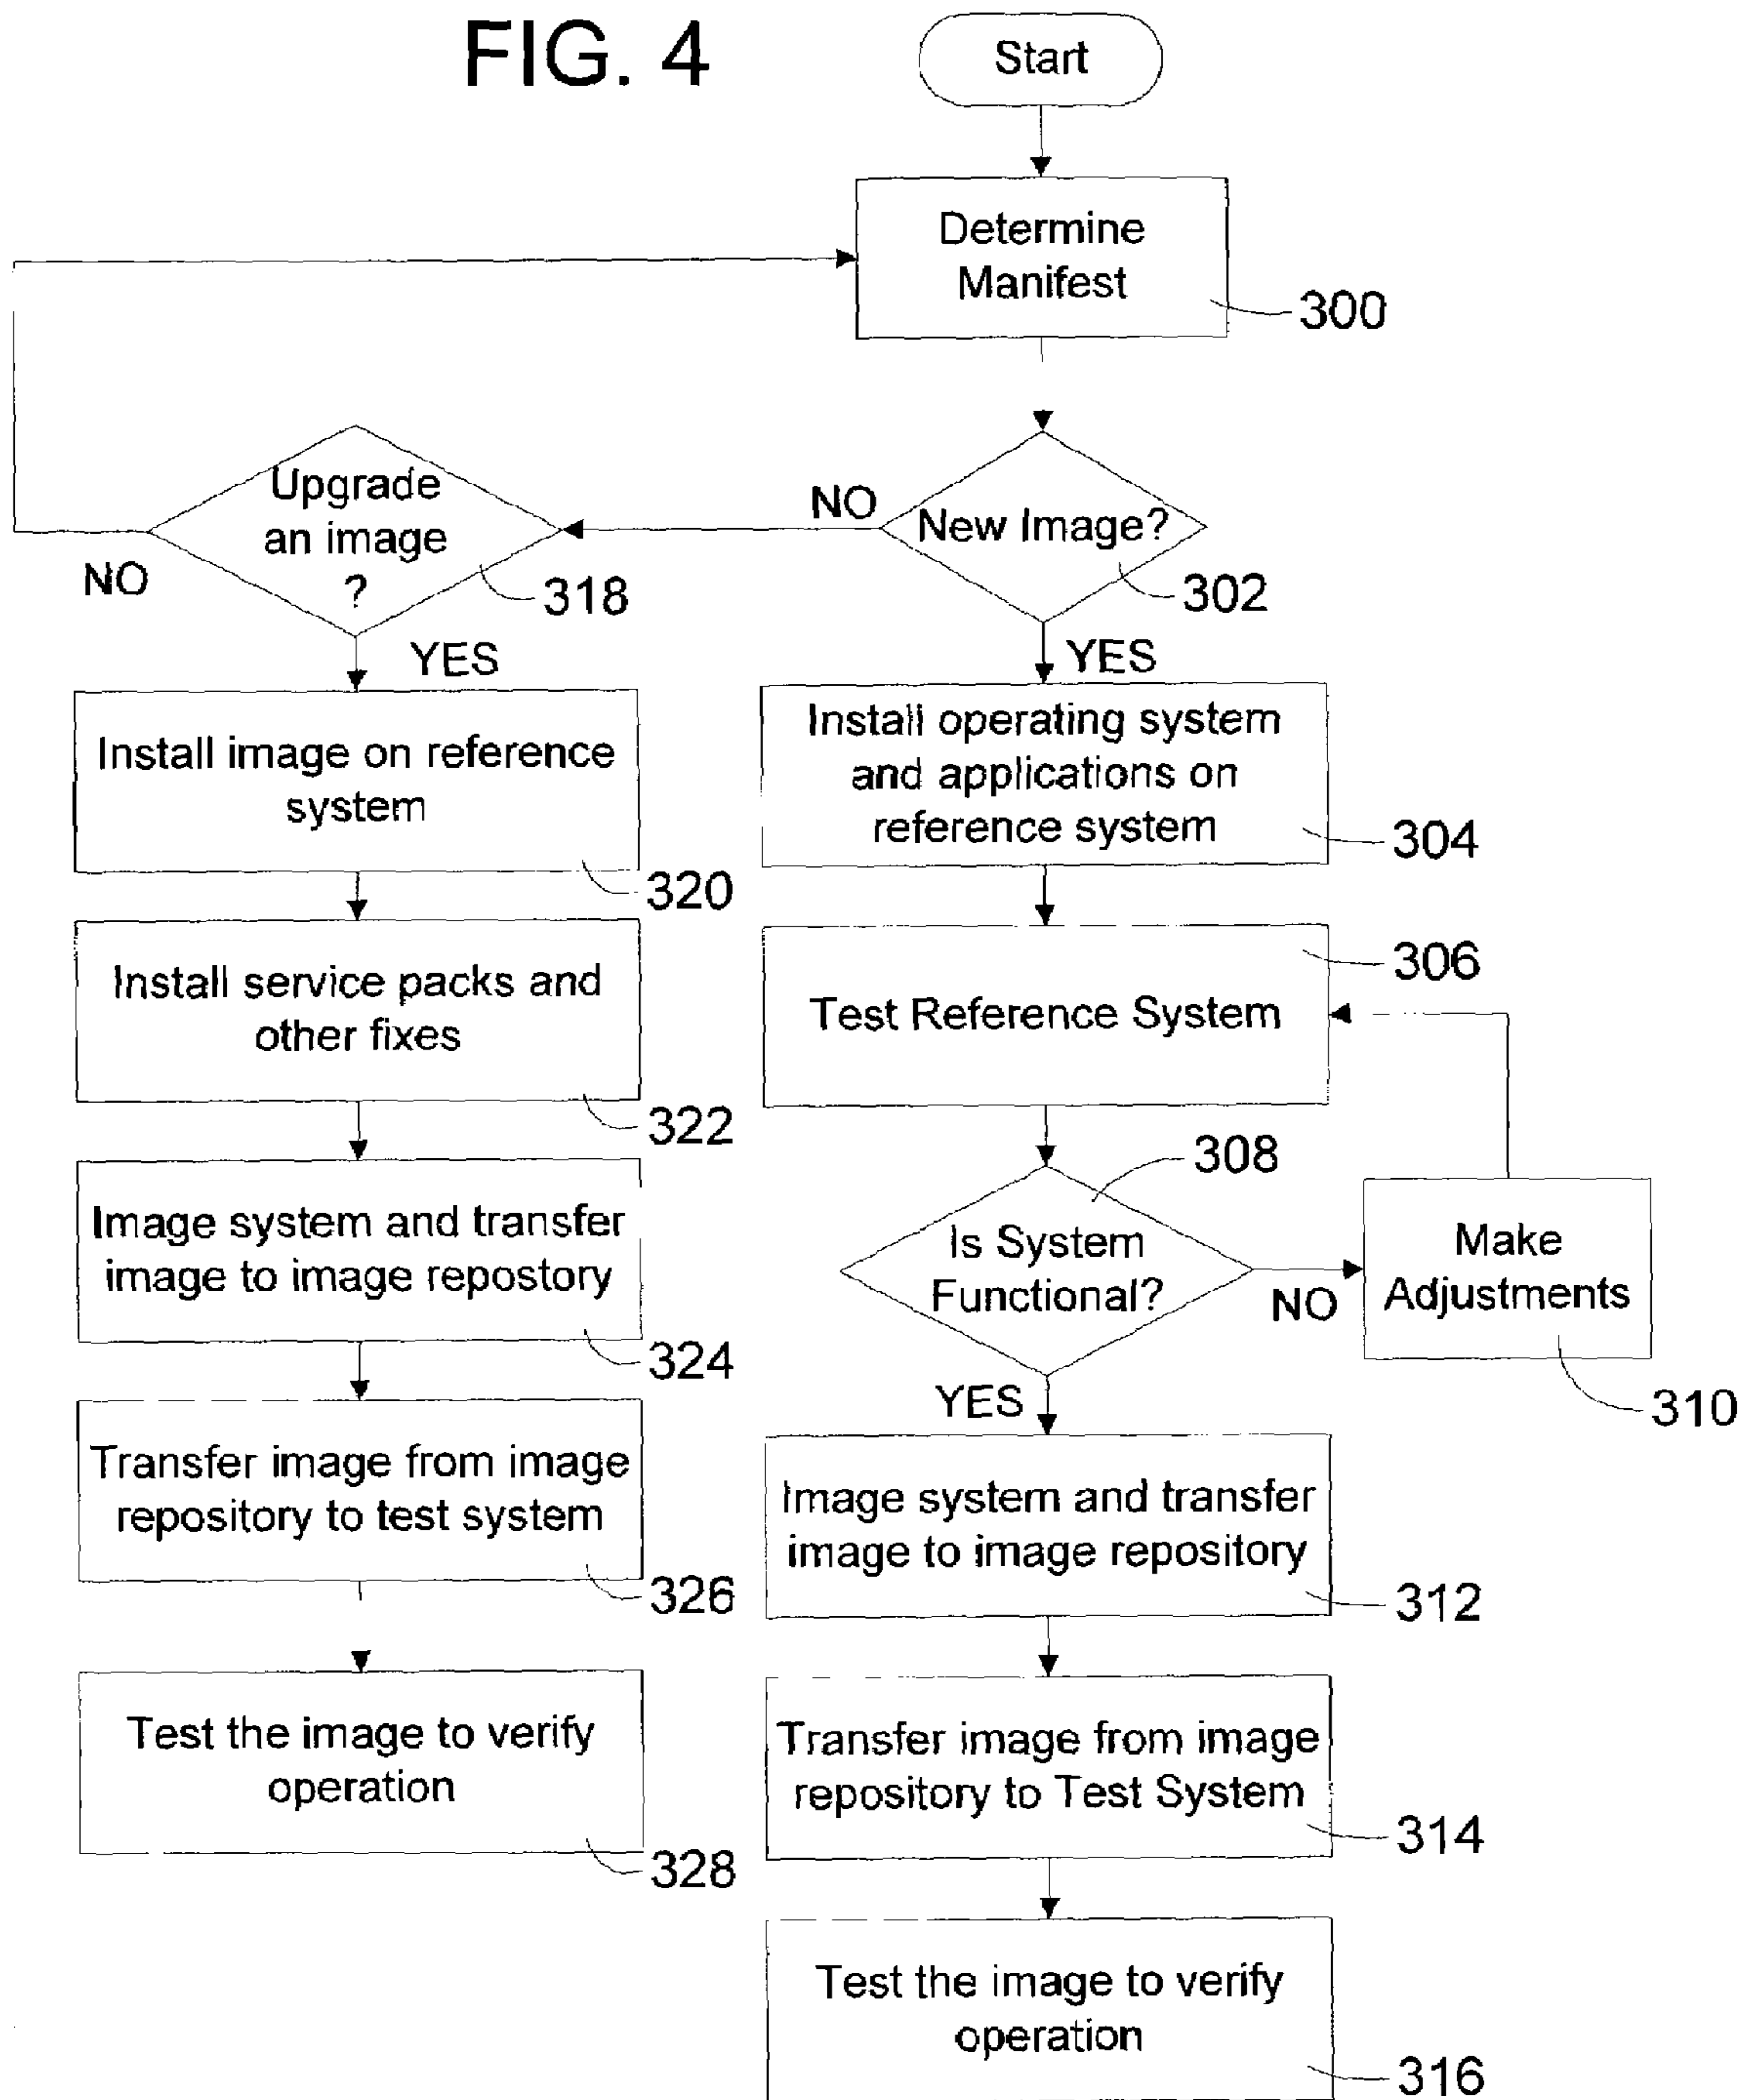 FIG. 4
Start
Determine
Manifest
300
New Image?
302
NO
YES
Upgrade
an image
?
318
NO
YES
Install operating system
and applications on
reference system
304
Test Reference System
306
Is System
Functional?
308
NO
Make
Adjustments
310
YES
Image system and transfer
image to image repository
312
Transfer image from image
repository to Test System
314
Test the image to verify
operation
316
Install image on reference
system
320
Install service packs and
other fixes
322
Image system and transfer
image to image repostory
324
Transfer image from image
repository to test system
326
Test the image to verify
operation
328